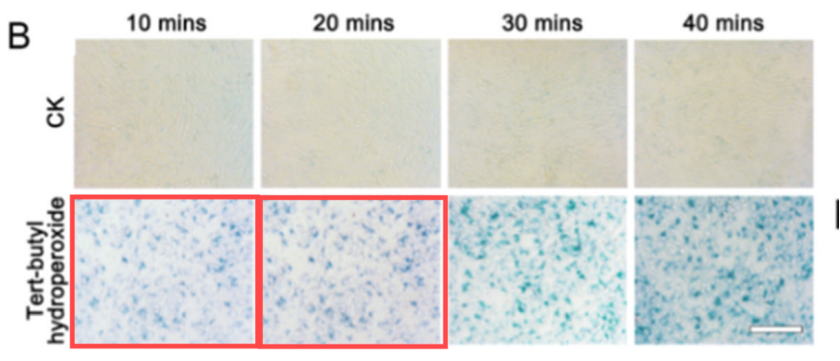 B
10 mins 20 mins 30 mins 40 mins
CK
Tert-butyl
hydroperoxide